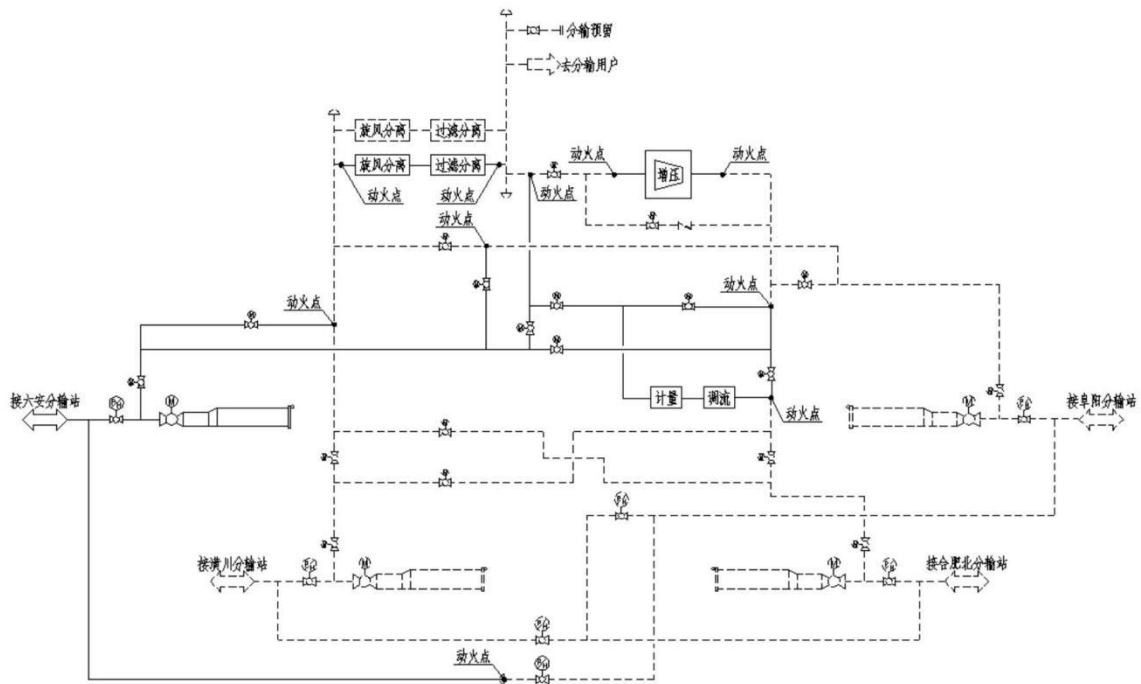 分输预留
去分输用户
旋风分离
过滤分离
旋风分离
过滤分离
动火点
动火点
增压
动火点
动火点
动火点
动火点
动火点
动火点
接六安分输站
M
计量
调流
动火点
M
接阜阳分输站
接潢川分输站
M
M
接合肥北分输站
动火点